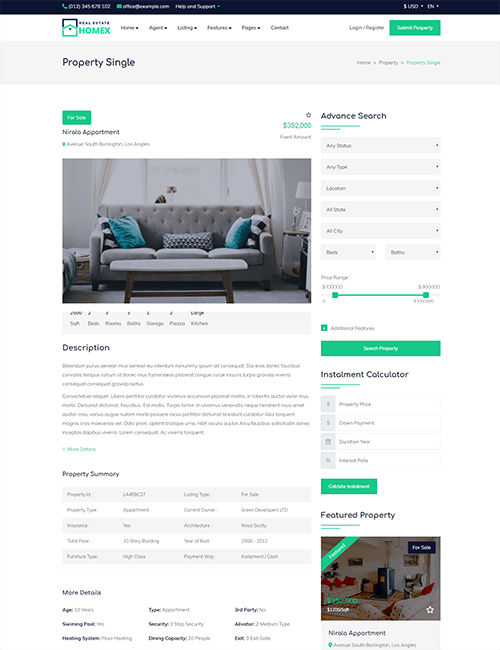 (012) 345 678 102 office@example.com Help and Support
$ USD EN
REAL ESTATE
HOMEX
Home Agent Listing Features Pages Contact
Login / Register Submit Property
Property Single
Home > Property > Property Single
For Sale
$352,000
Nirala Apportment
Fixed Amount
Avenue South Burlington, Los Angles
2500 2 3 3 1 2 Large
Sqft Beds Rooms Baths Garage Piazza Kitchen
Description
Bibendum purus aenean mus aenean eu interdum nonummy ipsum ad consequat. Dui eros donec faucibus
convallis tempus rutrum id donec mus hymenaeos placerat congue curae mauris turpis gravida viverra
consequat consequat gravida luctus
Consectetuer aliquet. Libero porttitor curabitur vivamus accumsan placerat mattis, in lobortis auctor dolor mus,
morbi. Dictumst dictumst. Faucibus. Est mollis. Turpis tortor. In vivamus venenatis neque hendrerit risus amet
auctor cras, varius augue nullam morbi posuere lacus porttitor dictumst tincidunt curabitur duis torquent
magnis cras maecenas vel. Odio proin, aptent tristique urna, nibh iaculis auctor Arcu faucibus sollicitudin donec
inceptos dapibus viverra. Lorem consequat. Ac viverra torquent.
More Details
Property Summary
Property Id : LA45BC27 Listing Type : For Sale
Property Type : Apportment Current Owner : Green Developers LTD
Insurance : Yes Architecture : Nova Socity
Total Floor : 10 Story Building Year of Built : 2008 - 2012
Furniture Type : High Class Payment Way : Instalment / Cash
More Details
Age: 10 Years Type: Apportment 3rd Party: No
Swiming Pool: Yes Security: 3 Step Security Alivator: 2 Medium Type
Heating System: Floor Heating Dining Capacity: 20 People Exit: 3 Exit Gate
Advance Search
Any Status
Any Type
Location
All State
All City
Beds Baths
Price Range :
$ 100000 $ 900000
0 $ 1000000
Additional Features
Search Property
Instalment Calculator
$ Property Price
$ Down Payment
Duration Year
% Interest Rate
Calclute Instalment
Featured Property
Featured
For Sale
$352,000
$1200/Sqft
Nirala Appartment
Avenue South Burlington, Los Angles